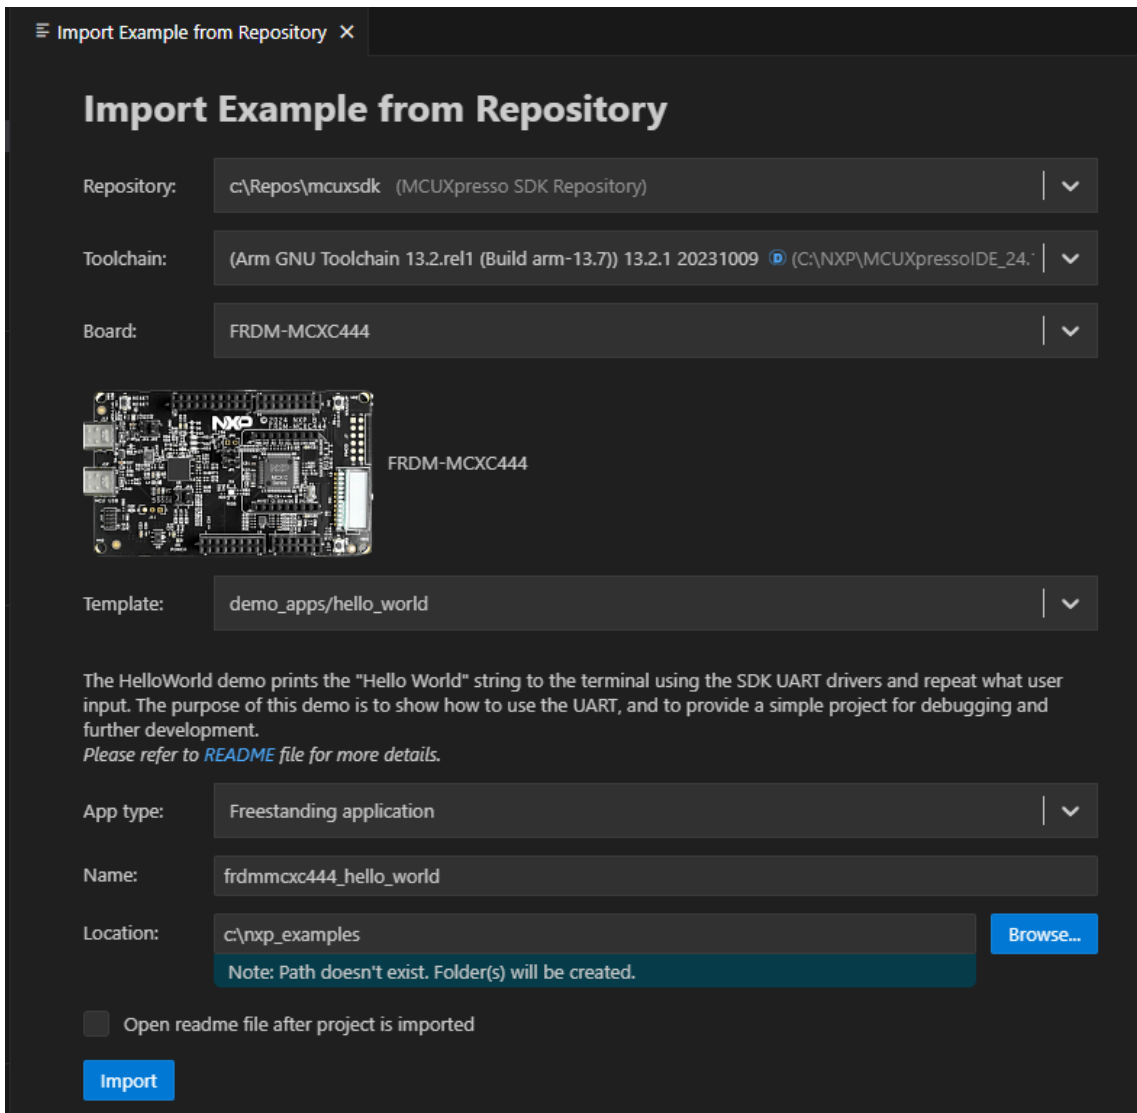 Import Example from Repository
Import Example from Repository
Repository: c:\Repos\mcuxsdk (MCUXpresso SDK Repository)
Toolchain: (Arm GNU Toolchain 13.2.rel1 (Build arm-13.7)) 13.2.1 20231009 D (C:\NXP\MCUXpressoIDE_24.
Board: FRDM-MCXC444
NXP
©2024 NXP B.V
FRDM-MCXC444
FRDM-MCXC444
Template: demo_apps/hello_world
The HelloWorld demo prints the "Hello World" string to the terminal using the SDK UART drivers and repeat what user
input. The purpose of this demo is to show how to use the UART, and to provide a simple project for debugging and
further development.
Please refer to README file for more details.
App type: Freestanding application
Name: frdmmcxc444_hello_world
Location: c:\nxp_examples Browse...
Note: Path doesn't exist. Folder(s) will be created.
Open readme file after project is imported
Import